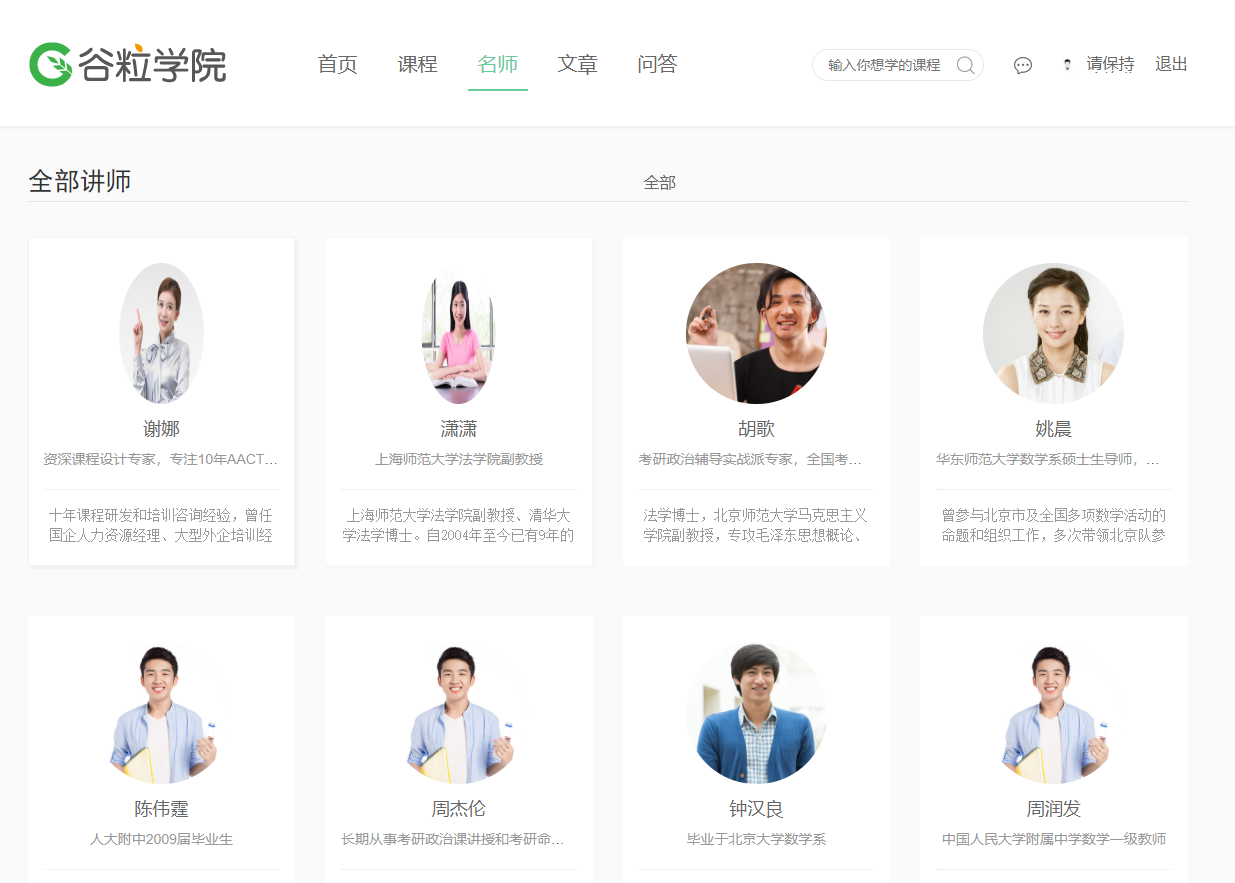 谷粒学院
首页 课程 名师 文章 问答
输入你想学的课程
请保持 退出
全部讲师
全部
谢娜
资深课程设计专家，专注10年AACT...
十年课程研发和培训咨询经验，曾任
国企人力资源经理、大型外企培训经
潇潇
上海师范大学法学院副教授
上海师范大学法学院副教授、清华大
学法学博士。自2004年至今已有9年的
胡歌
考研政治辅导实战派专家，全国考...
法学博士，北京师范大学马克思主义
学院副教授，专攻毛泽东思想概论、
姚晨
华东师范大学数学系硕士生导师，...
曾参与北京市及全国多项数学活动的
命题和组织工作，多次带领北京队参
陈伟霆
人大附中2009届毕业生
周杰伦
长期从事考研政治课讲授和考研命...
钟汉良
毕业于北京大学数学系
周润发
中国人民大学附属中学数学一级教师